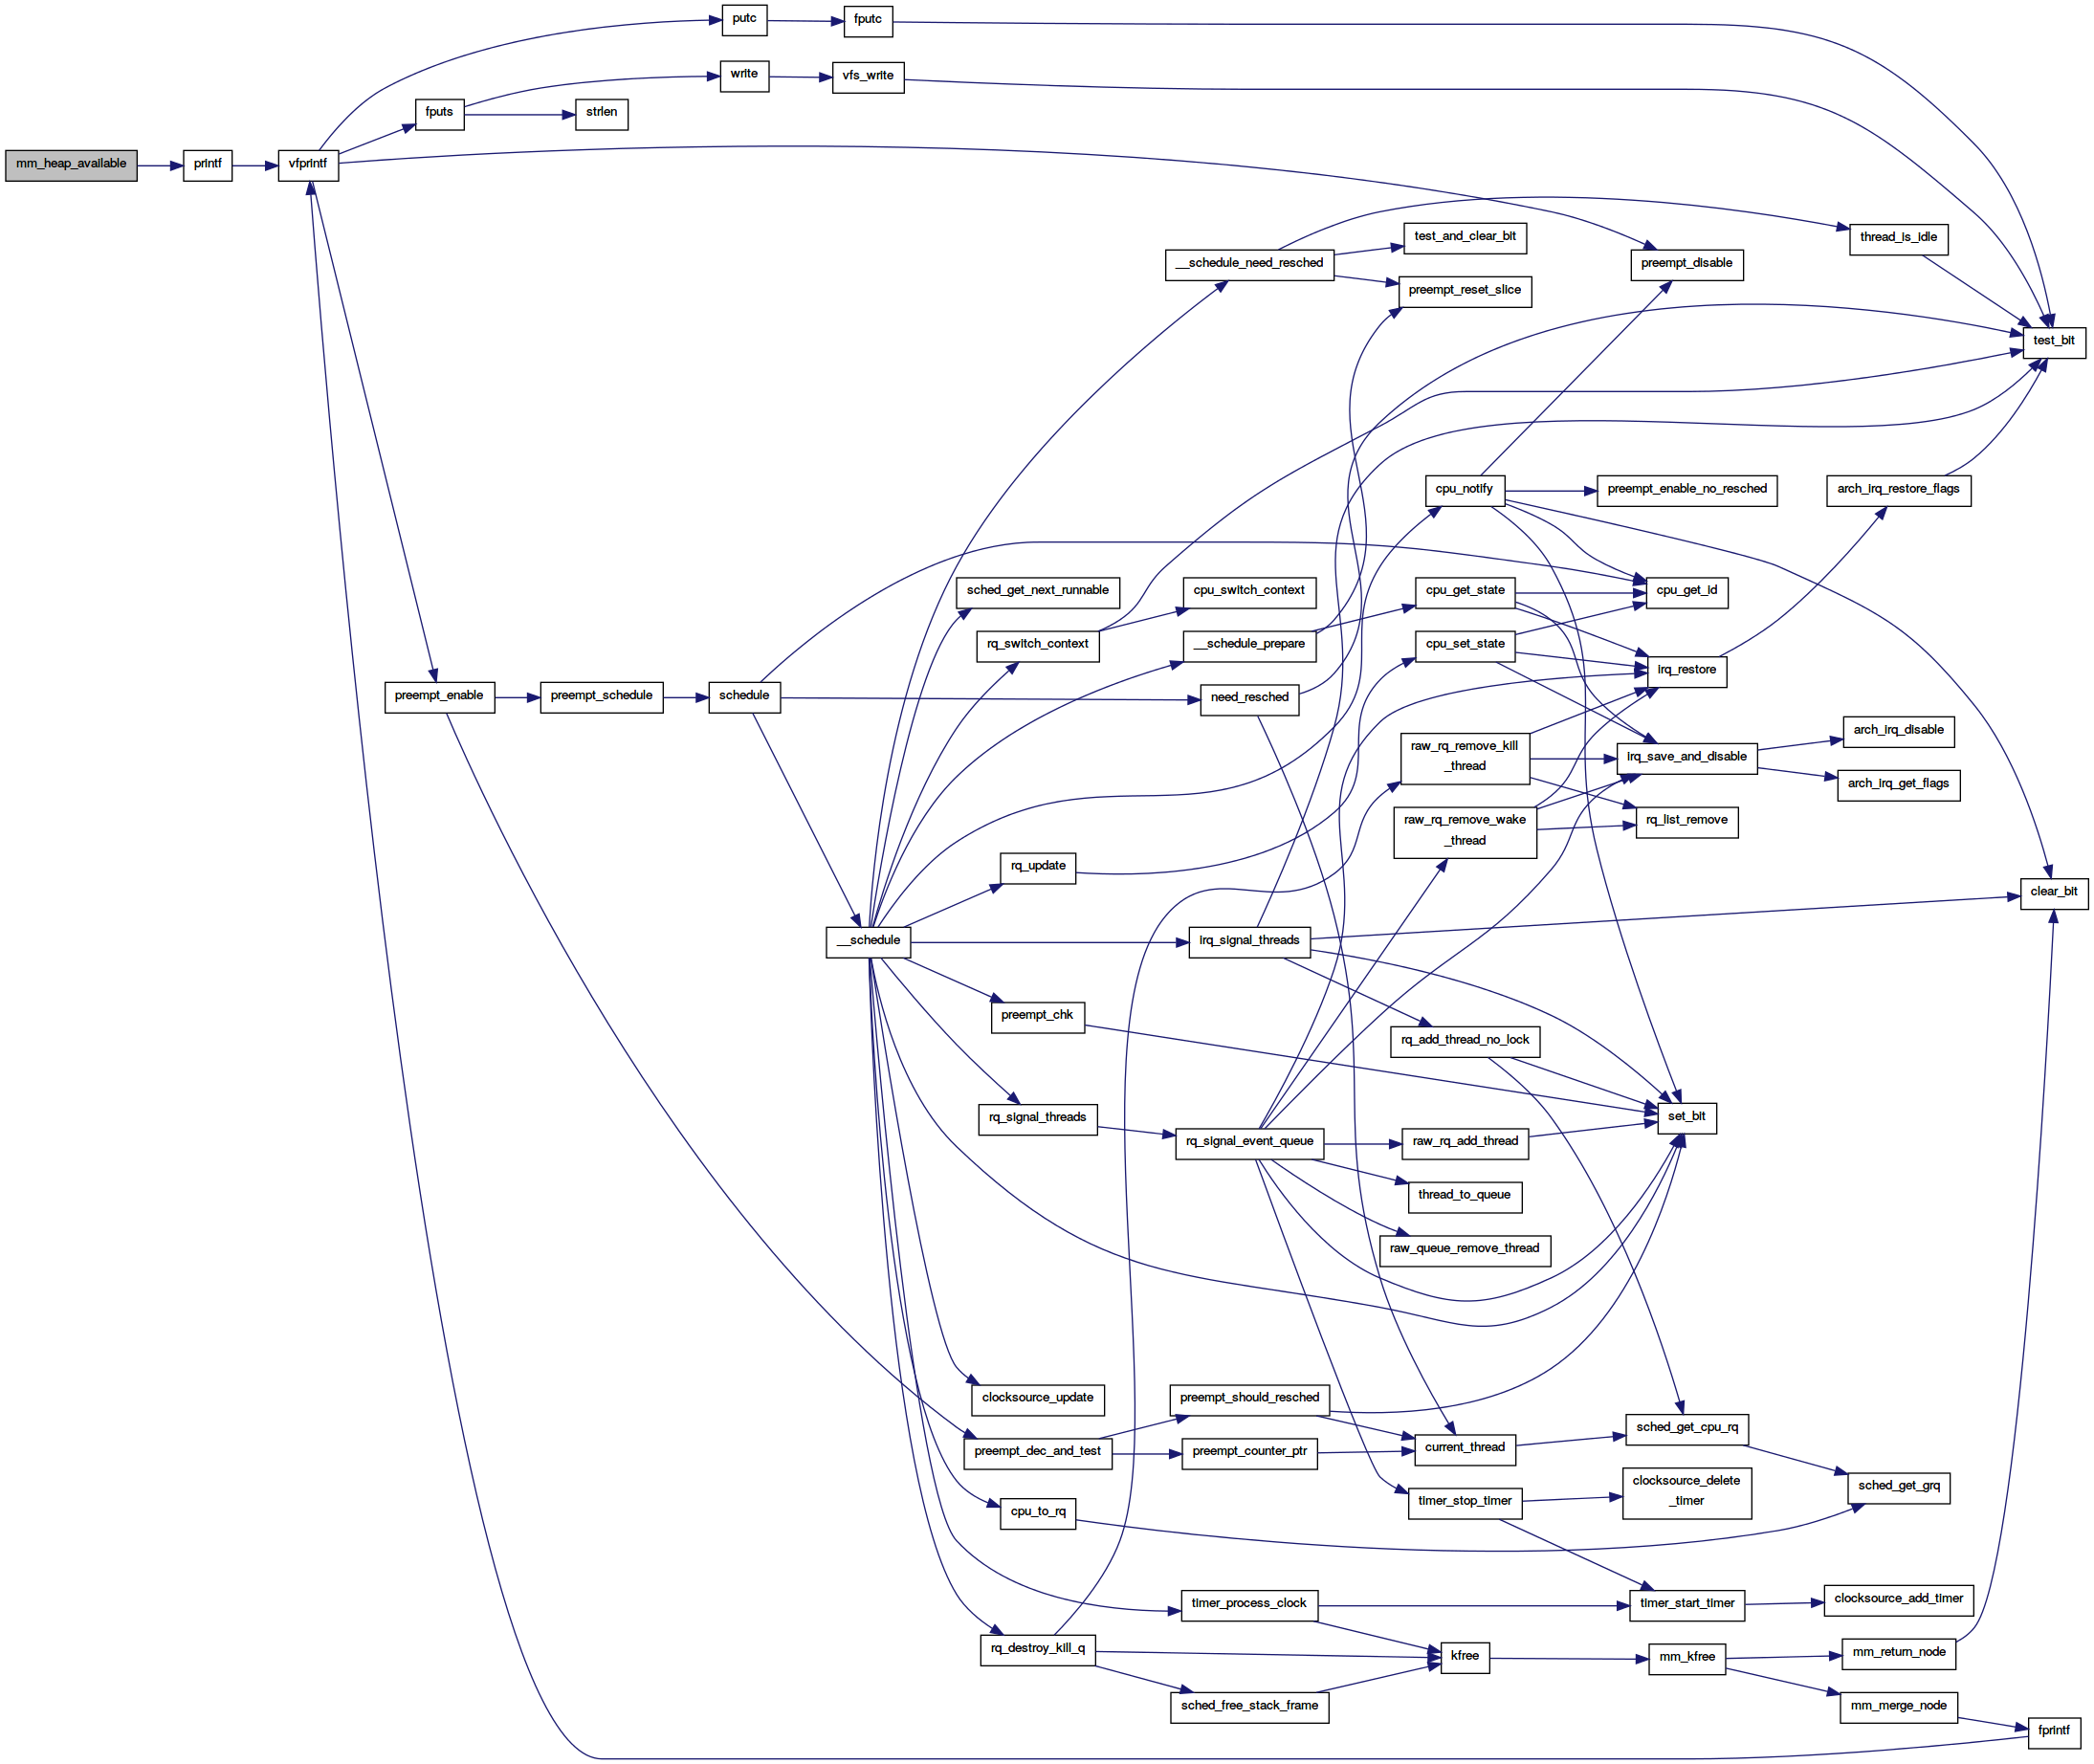 putc
fputc
write
vfs_write
fputs
strlen
mm_heap_available
printf
vfprintf
test_and_clear_bit
thread_is_idle
__schedule_need_resched
preempt_disable
preempt_reset_slice
test_bit
cpu_notify
preempt_enable_no_resched
arch_irq_restore_flags
sched_get_next_runnable
cpu_switch_context
cpu_get_state
cpu_get_id
rq_switch_context
__schedule_prepare
cpu_set_state
irq_restore
preempt_enable
preempt_schedule
schedule
need_resched
arch_irq_disable
raw_rq_remove_kill
_thread
irq_save_and_disable
arch_irq_get_flags
raw_rq_remove_wake
_thread
rq_list_remove
rq_update
clear_bit
__schedule
irq_signal_threads
preempt_chk
rq_add_thread_no_lock
rq_signal_threads
set_bit
rq_signal_event_queue
raw_rq_add_thread
thread_to_queue
raw_queue_remove_thread
clocksource_update
preempt_should_resched
sched_get_cpu_rq
preempt_dec_and_test
preempt_counter_ptr
current_thread
clocksource_delete
_timer
sched_get_grq
timer_stop_timer
cpu_to_rq
timer_process_clock
timer_start_timer
clocksource_add_timer
rq_destroy_kill_q
kfree
mm_kfree
mm_return_node
sched_free_stack_frame
mm_merge_node
fprintf